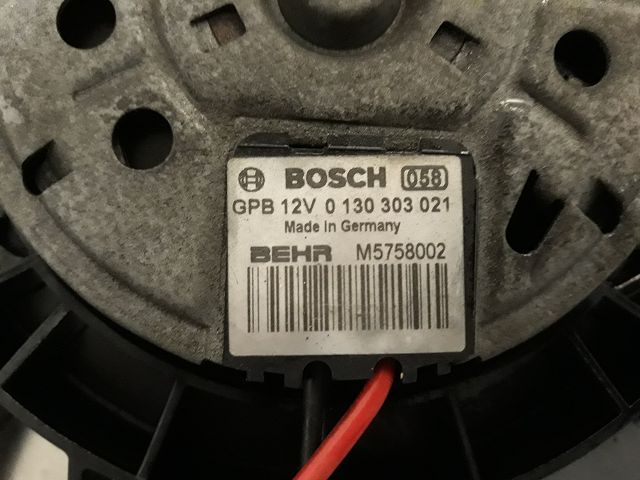 BOSCH 058
GPB 12V 0 130 303 021
Made in Germany
BEHR M5758002